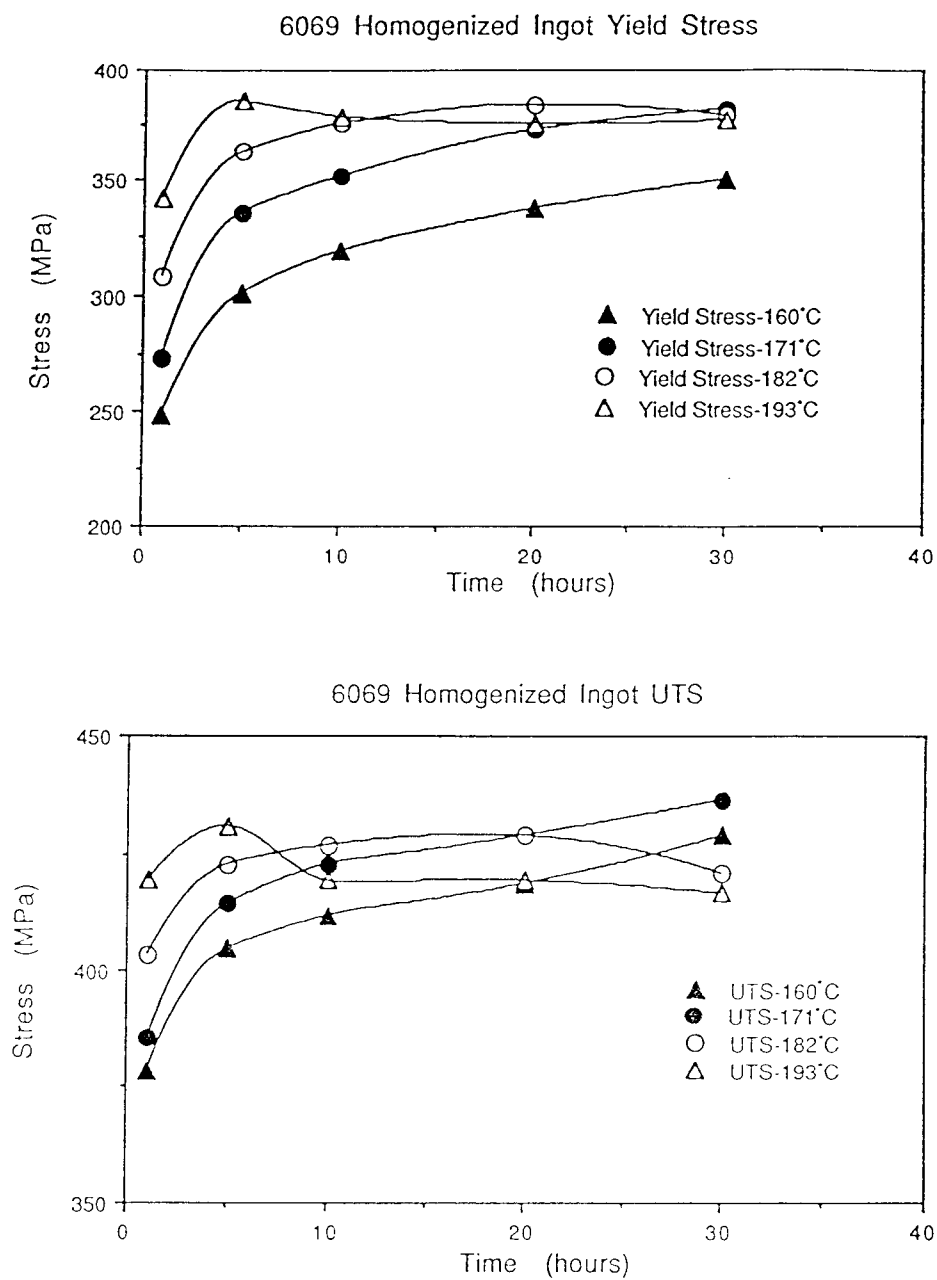 6069 Homogenized Ingot Yield Stress
400
350
300
250
200
Stress (MPa)
▲ Yield Stress-160°C
● Yield Stress-171°C
○ Yield Stress-182°C
△ Yield Stress-193°C
0 10 20 30 40
Time (hours)
6069 Homogenized Ingot UTS
450
400
350
Stress (MPa)
▲ UTS-160°C
● UTS-171°C
○ UTS-182°C
△ UTS-193°C
0 10 20 30 40
Time (hours)